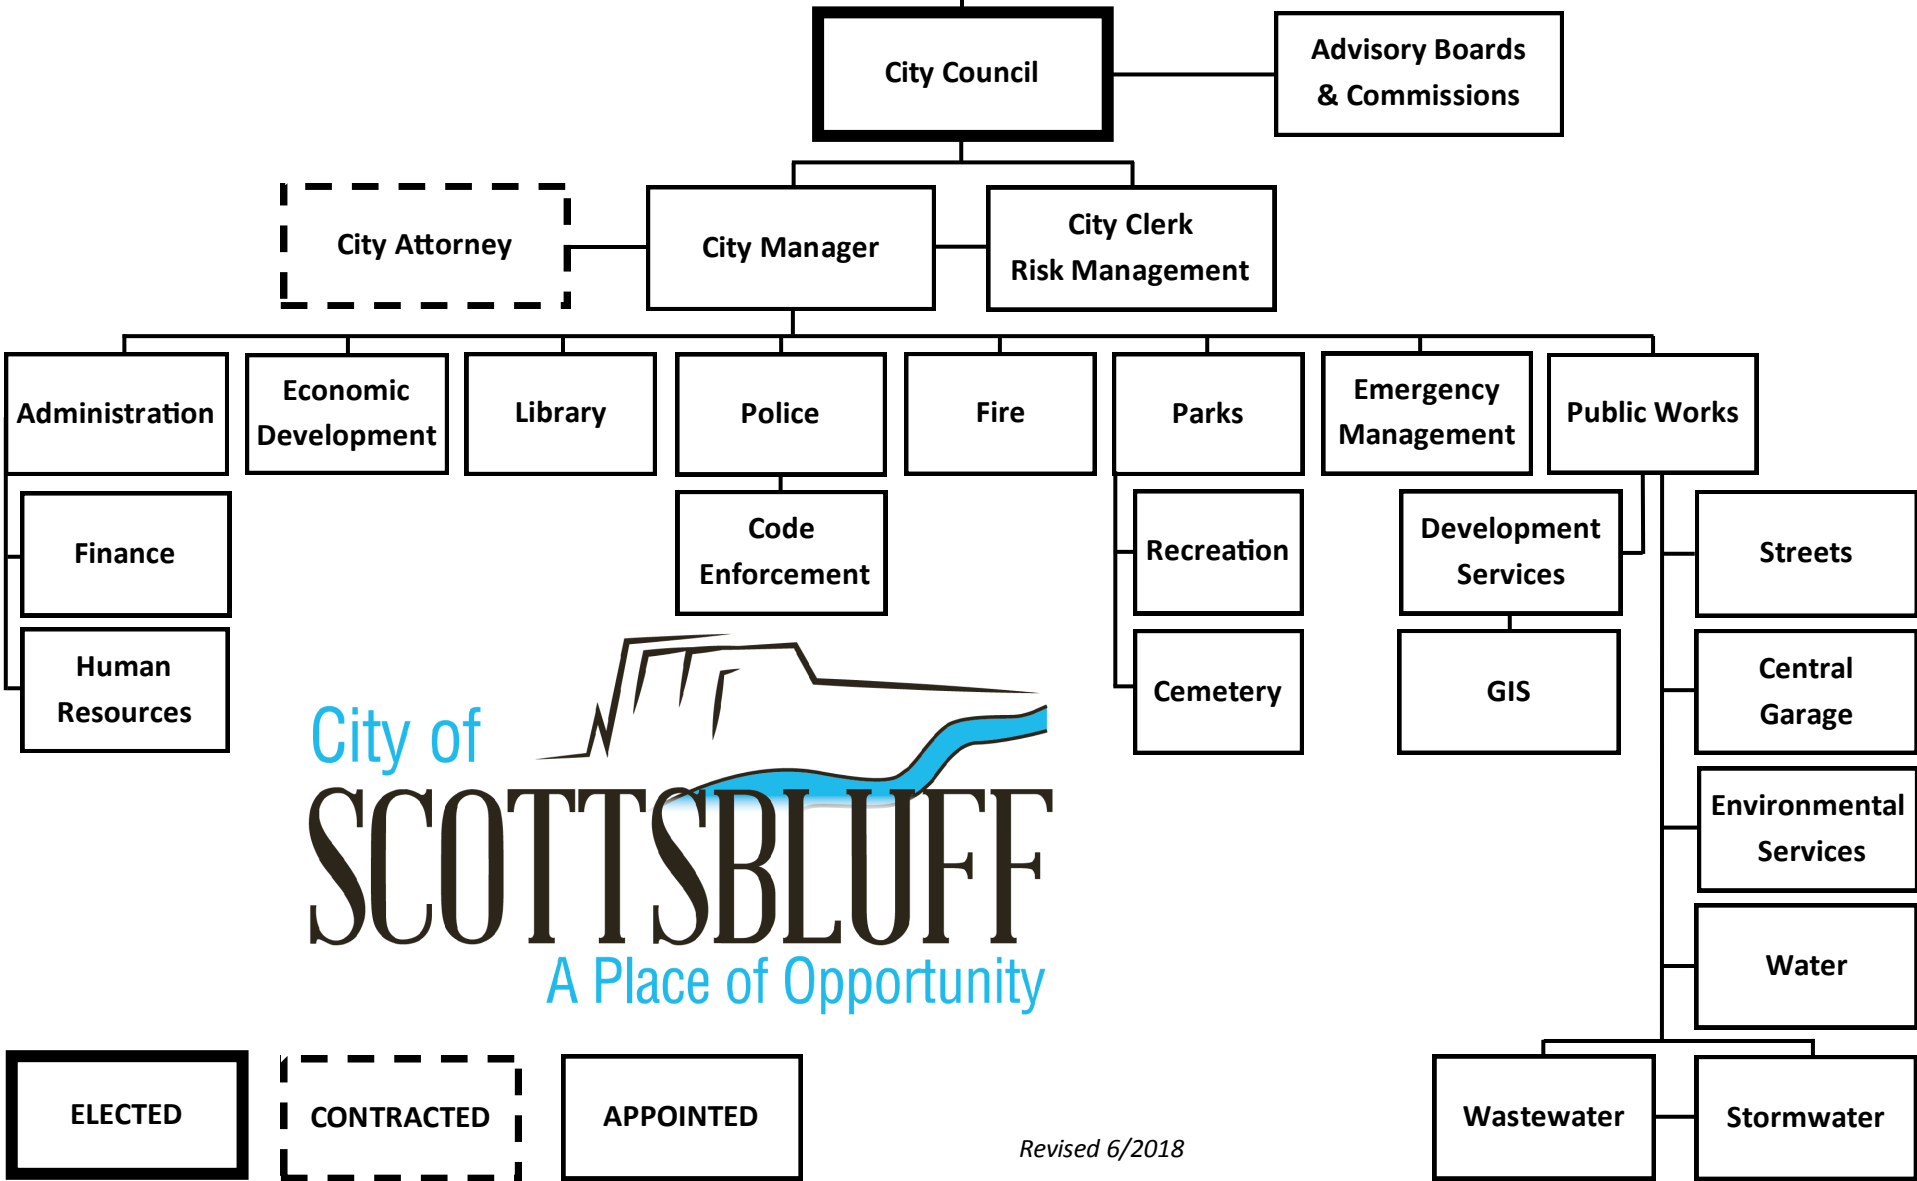 City Council
Advisory Boards
& Commissions
City Attorney
City Manager
City Clerk
Risk Management
Administration
Economic
Development
Library
Police
Fire
Parks
Emergency
Management
Public Works
Finance
Code
Enforcement
Recreation
Development
Services
Streets
Human
Resources
Cemetery
GIS
Central
Garage
City of
SCOTTSBLUFF
A Place of Opportunity
Environmental
Services
Water
ELECTED
CONTRACTED
APPOINTED
Revised 6/2018
Wastewater
Stormwater